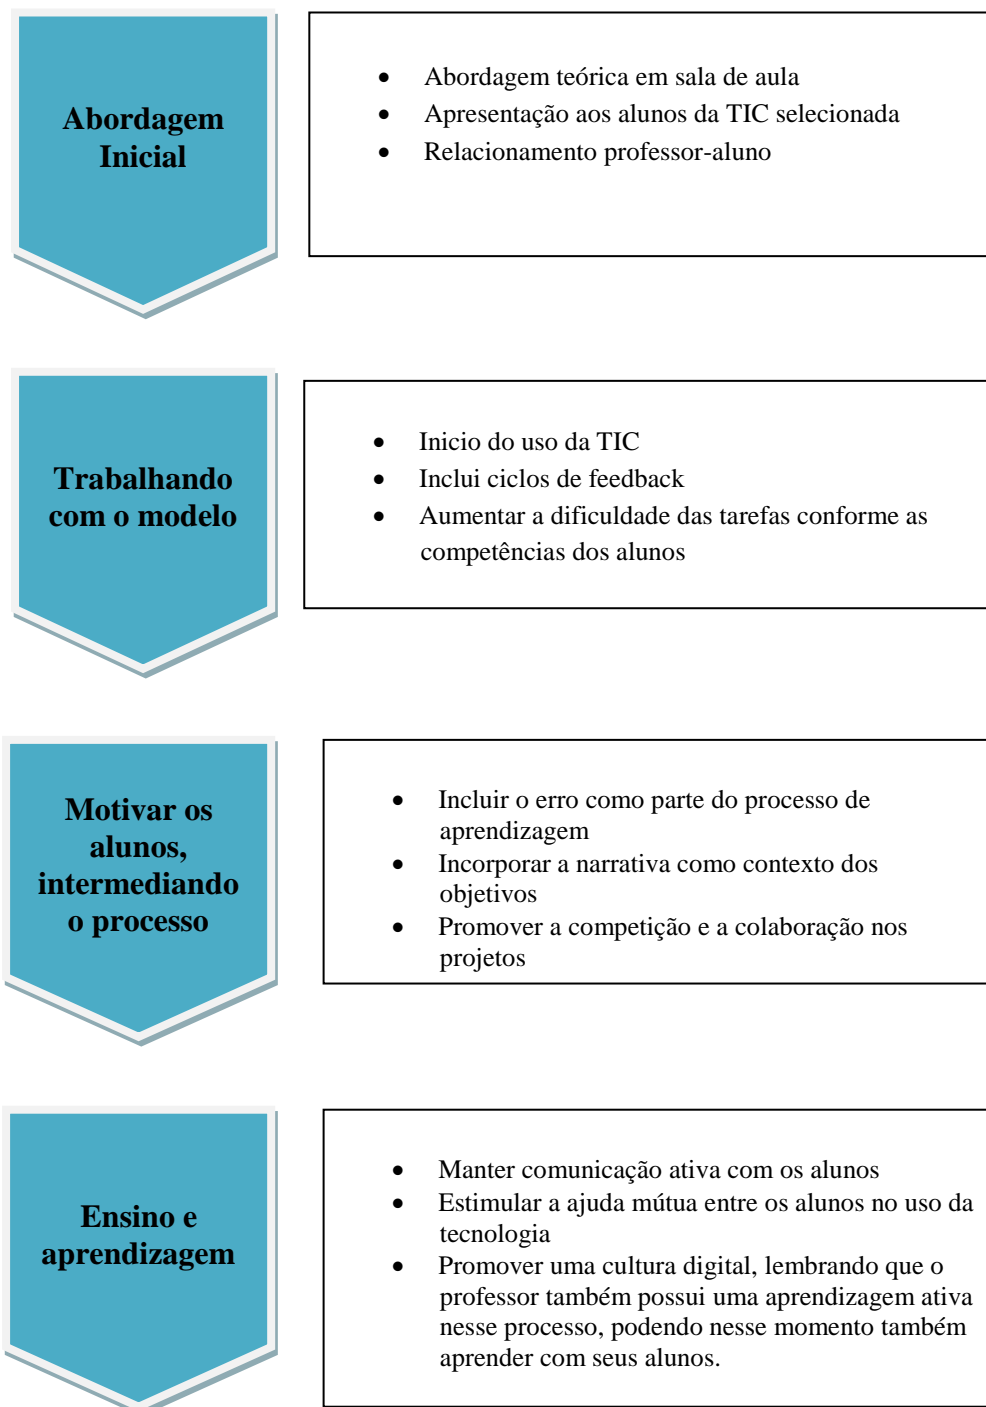 Abordagem
Inicial
• Abordagem teórica em sala de aula
• Apresentação aos alunos da TIC selecionada
• Relacionamento professor-aluno
Trabalhando
com o modelo
• Inicio do uso da TIC
• Inclui ciclos de feedback
• Aumentar a dificuldade das tarefas conforme as
competências dos alunos
Motivar os
alunos,
intermediando
o processo
• Incluir o erro como parte do processo de
aprendizagem
• Incorporar a narrativa como contexto dos
objetivos
• Promover a competição e a colaboração nos
projetos
Ensino e
aprendizagem
• Manter comunicação ativa com os alunos
• Estimular a ajuda mútua entre os alunos no uso da
tecnologia
• Promover uma cultura digital, lembrando que o
professor também possui uma aprendizagem ativa
nesse processo, podendo nesse momento também
aprender com seus alunos.